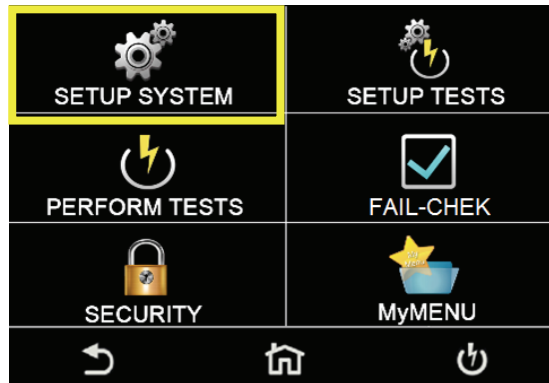 SETUP SYSTEM
SETUP TESTS
PERFORM TESTS
FAIL-CHEK
SECURITY
MyMENU